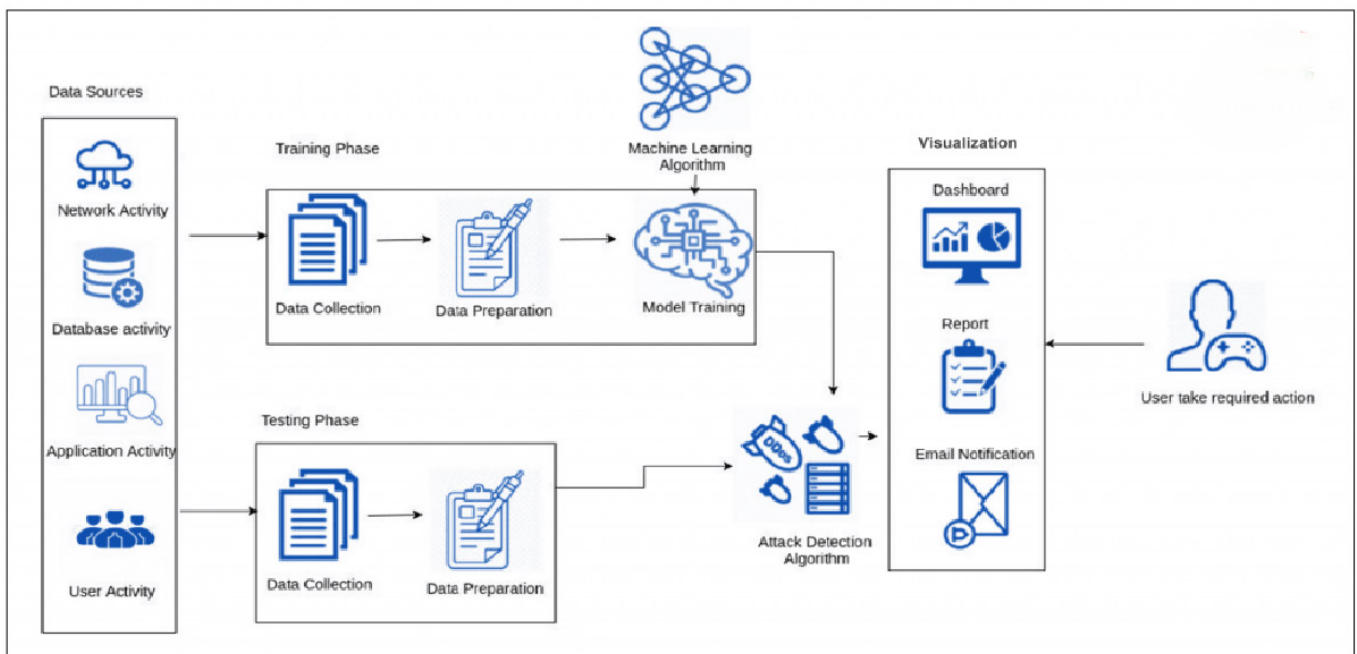 Data Sources
Network Activity
Database activity
Application Activity
User Activity
Training Phase
Data Collection
Data Preparation
Machine Learning
Algorithm
Model Training
Testing Phase
Data Collection
Data Preparation
DDos
Attack Detection
Algorithm
Visualization
Dashboard
Report
Email Notification
User take required action